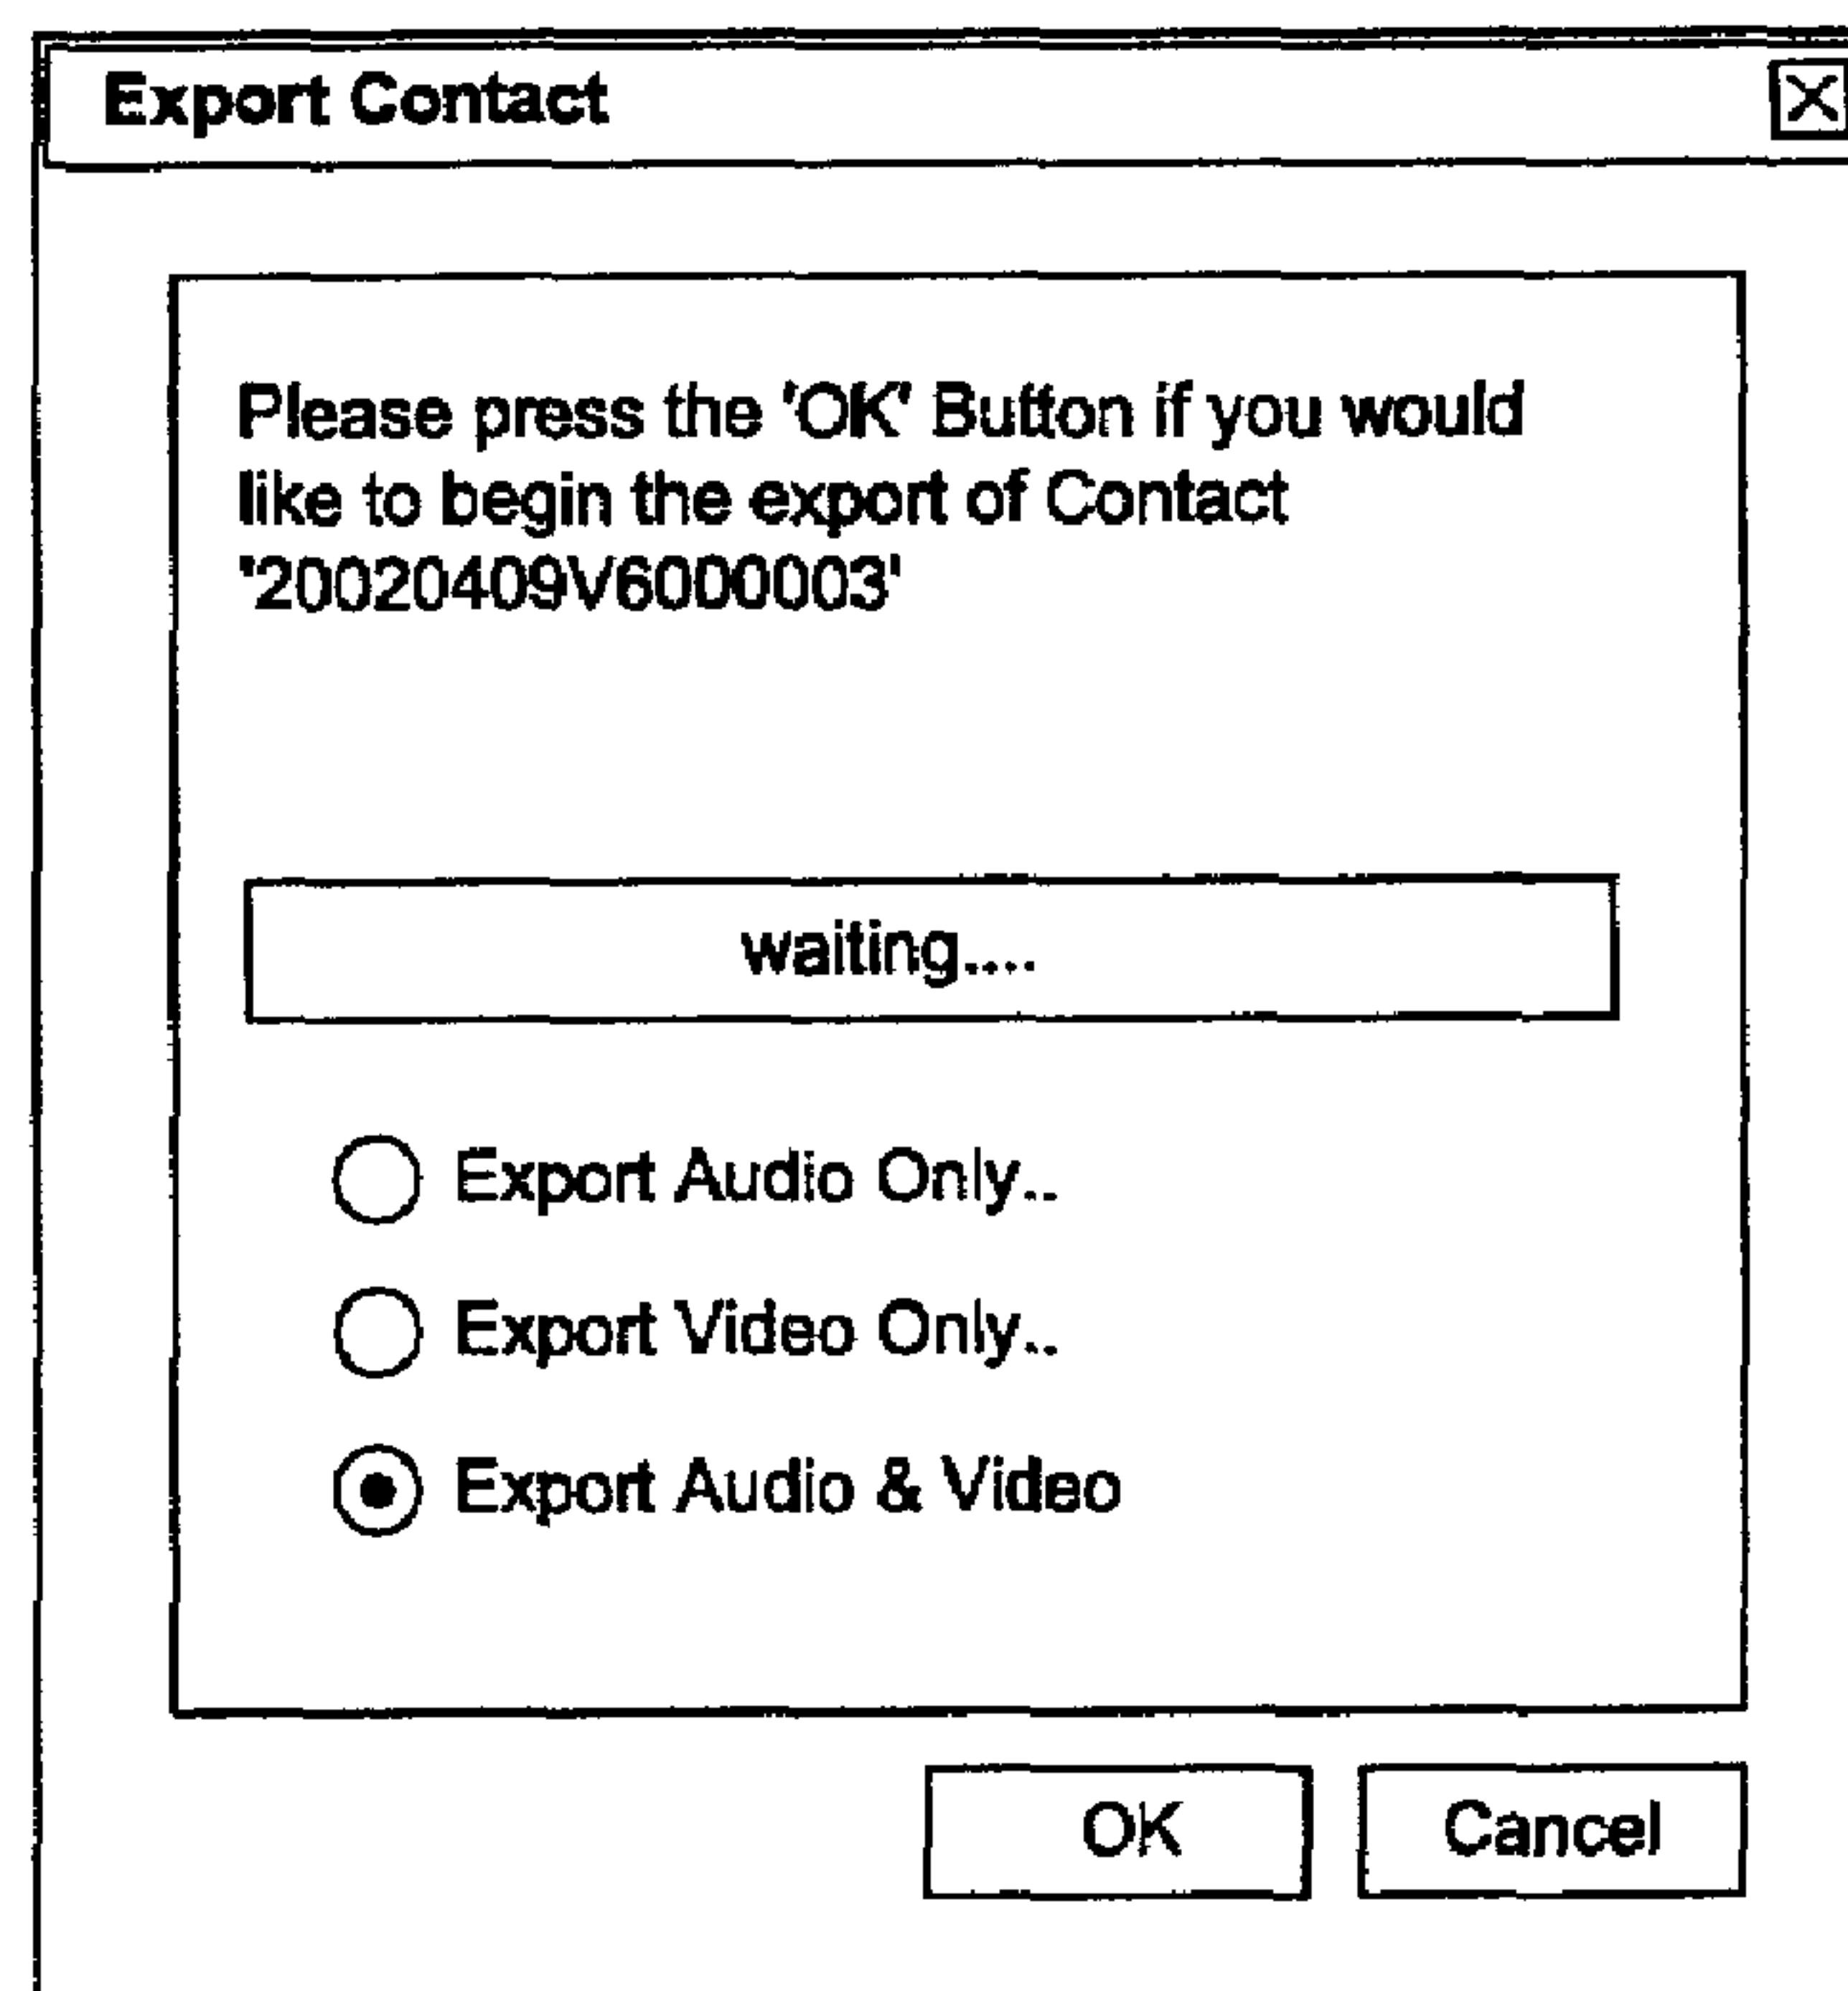 Export Contact
Please press the 'OK' Button if you would
like to begin the export of Contact
'20020409V6000003'
waiting....
Export Audio Only..
Export Video Only..
Export Audio & Video
OK Cancel